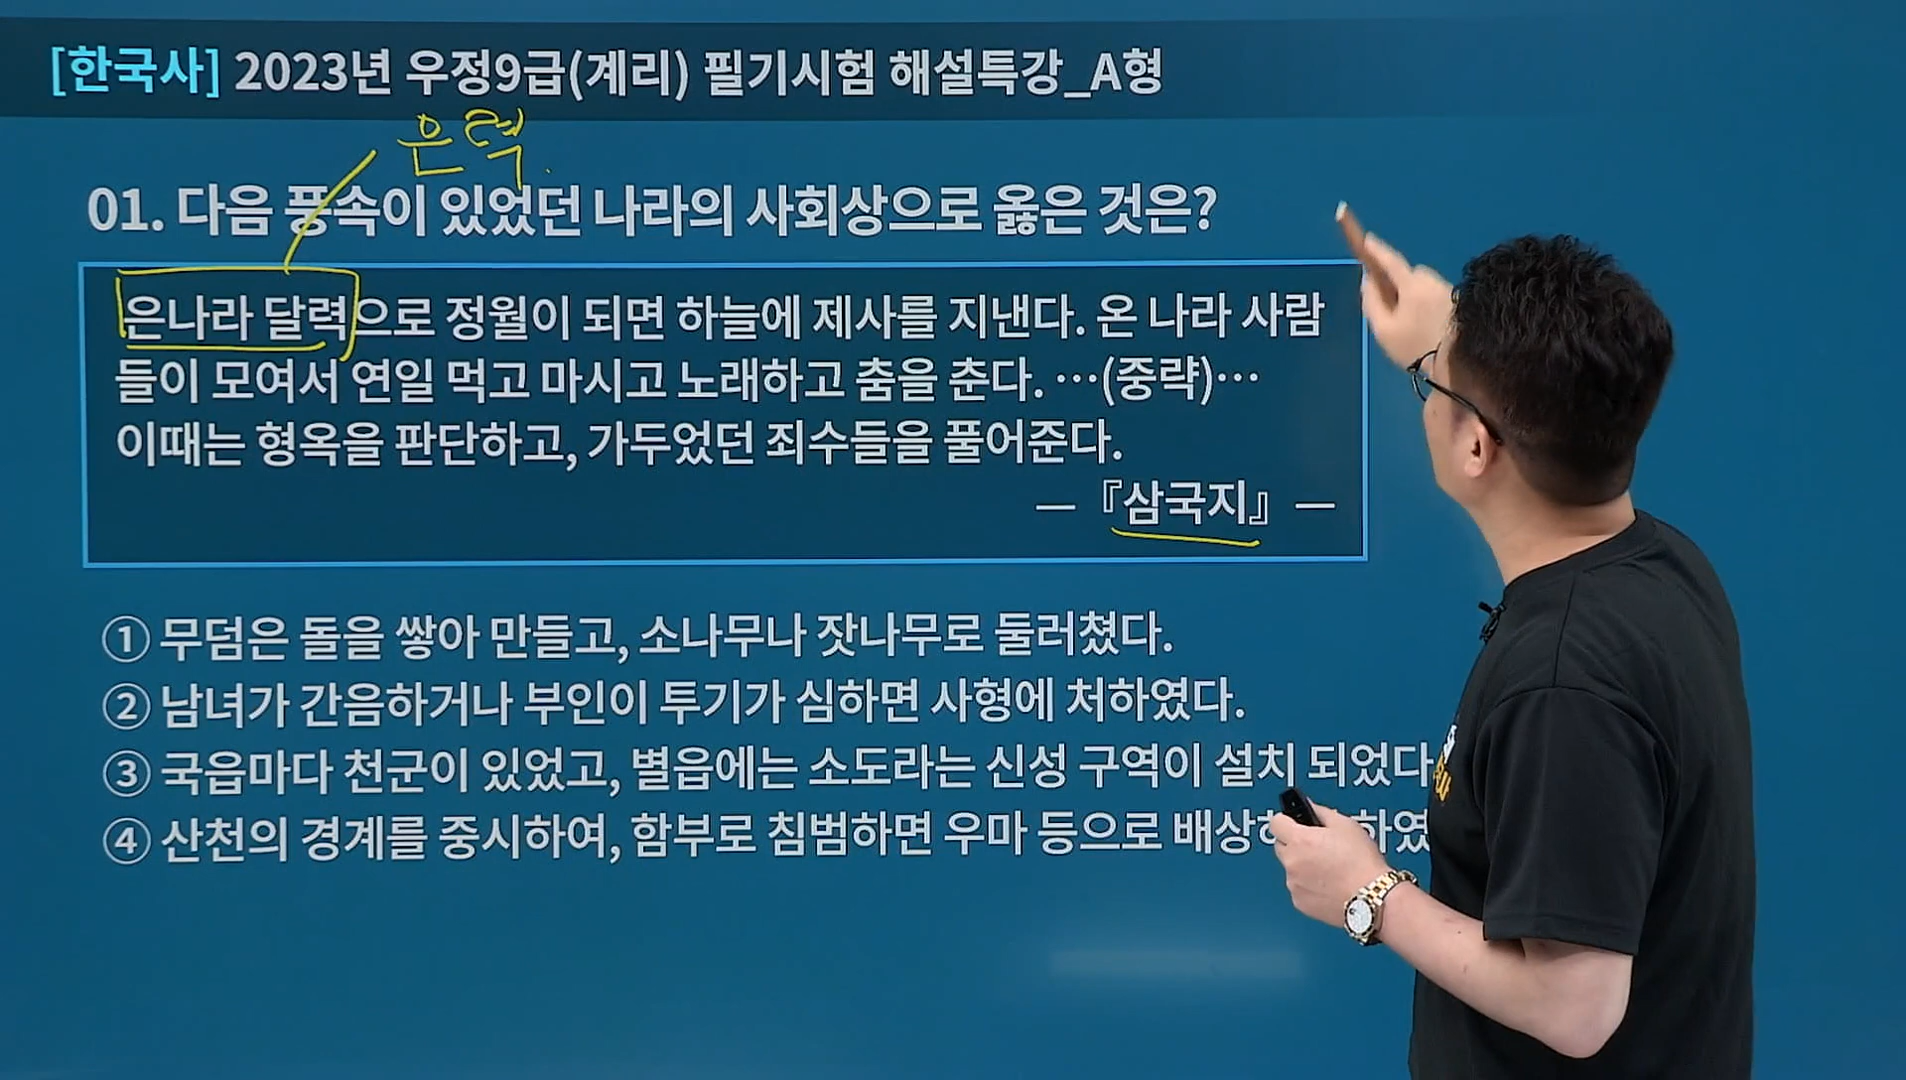 [한국사] 2023년 우정9급(계리) 필기시험 해설특강_A형
은력.
01. 다음 풍속이 있었던 나라의 사회상으로 옳은 것은?
은나라 달력으로 정월이 되면 하늘에 제사를 지낸다. 온 나라 사람
들이 모여서 연일 먹고 마시고 노래하고 춤을 춘다. …(중략)…
이때는 형옥을 판단하고, 가두었던 죄수들을 풀어준다.
— 『삼국지』 —
① 무덤은 돌을 쌓아 만들고, 소나무나 잣나무로 둘러쳤다.
② 남녀가 간음하거나 부인이 투기가 심하면 사형에 처하였다.
③ 국읍마다 천군이 있었고, 별읍에는 소도라는 신성 구역이 설치 되었다
④ 산천의 경계를 중시하여, 함부로 침범하면 우마 등으로 배상하 하였